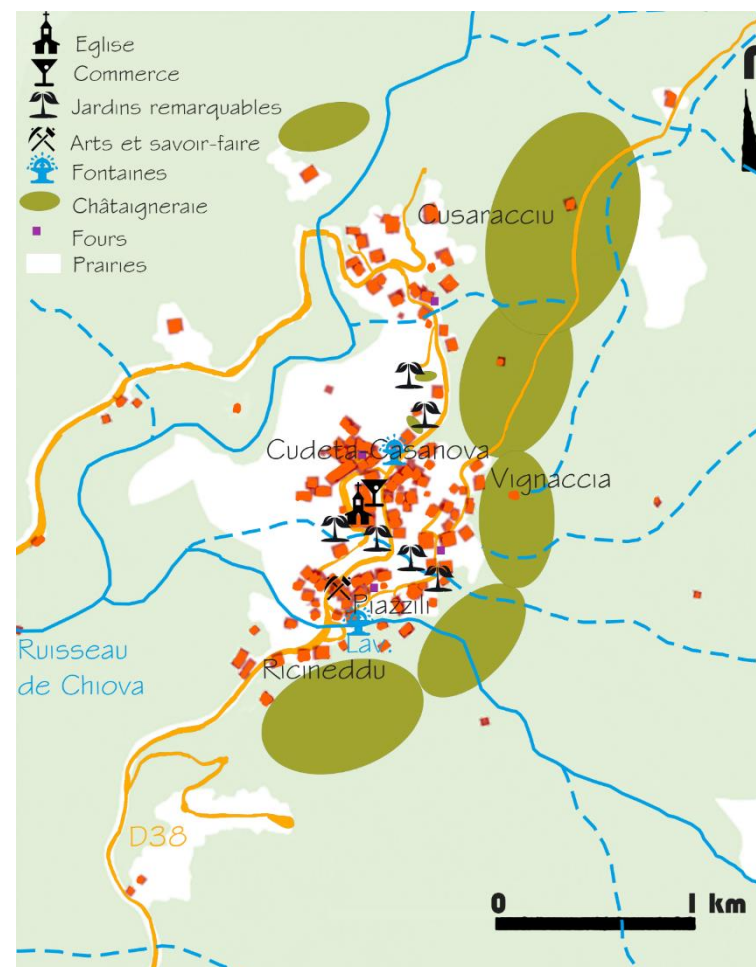 Eglise
Commerce
Jardins remarquables
Arts et savoir-faire
Fontaines
Châtaigneraie
Fours
Prairies
Cusaracciu
Cudeta Casanova
Vignaccia
Piazzili
Lav.
Ricineddu
Ruisseau
de Chiova
D38
0 1 km